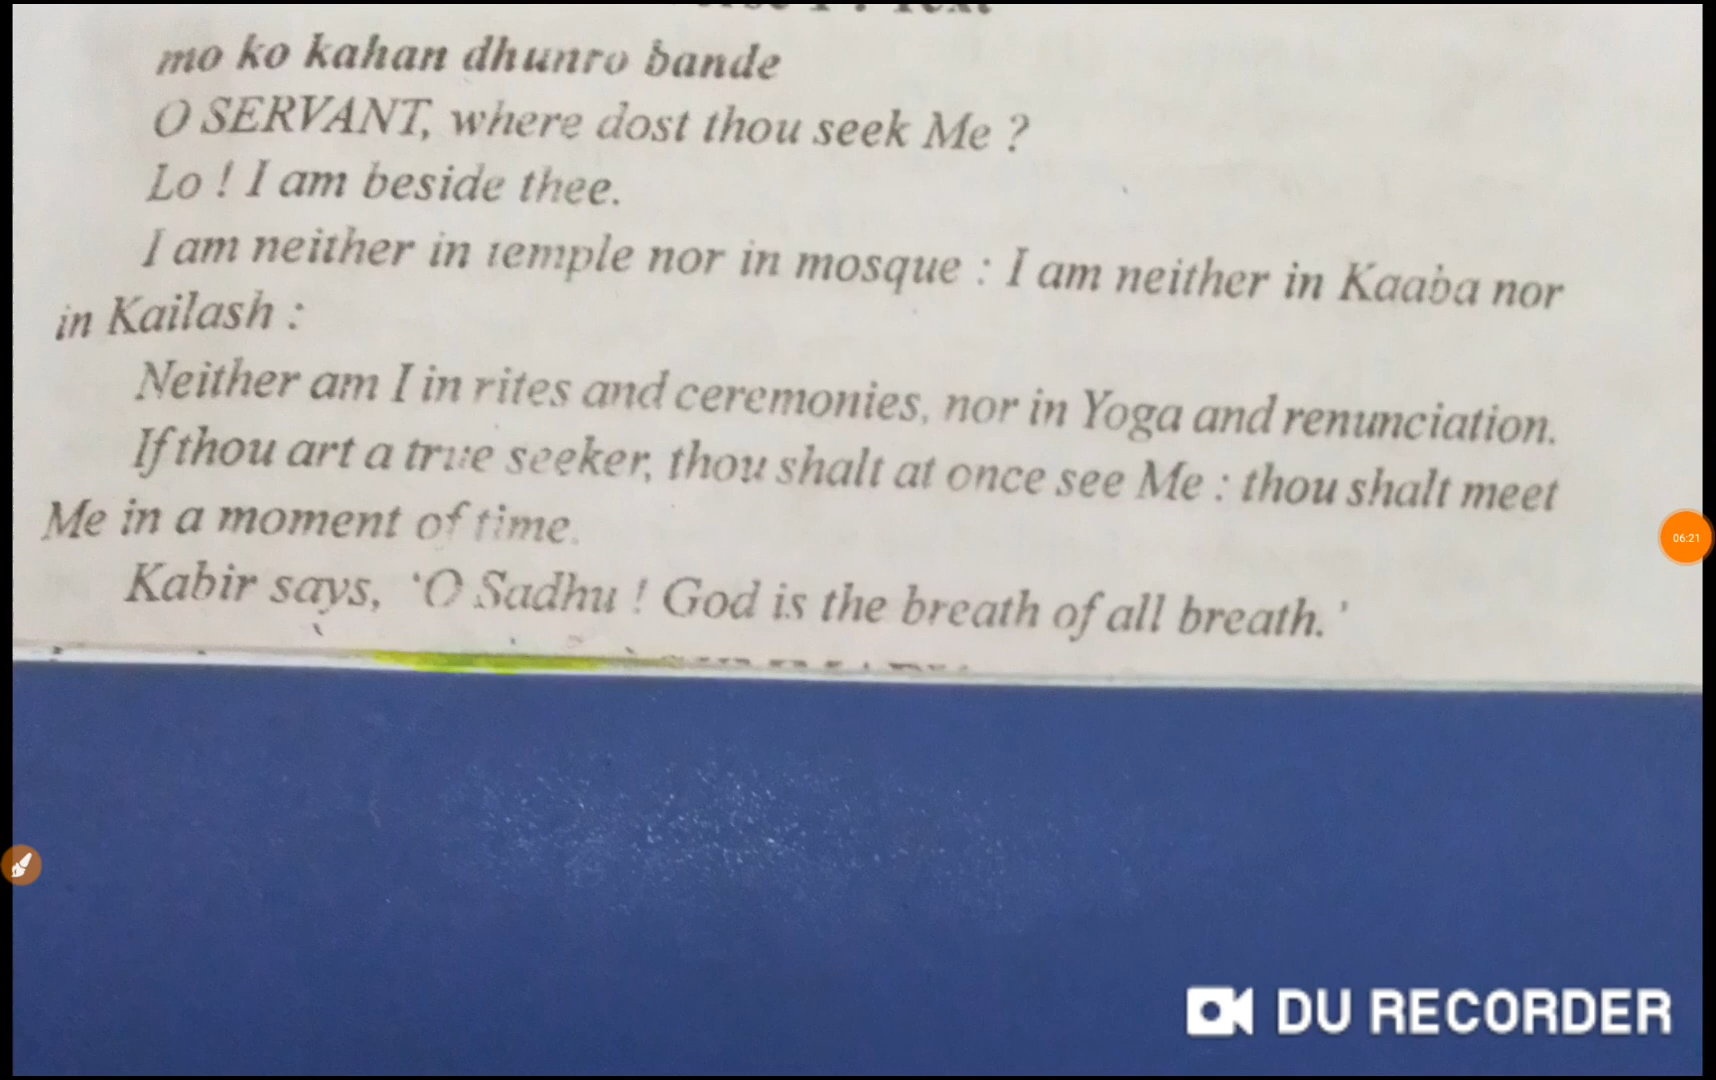 Verse 1 : Text
mo ko kahan dhunro bande
O SERVANT, where dost thou seek Me ?
Lo ! I am beside thee.
I am neither in temple nor in mosque : I am neither in Kaaba nor
in Kailash :
Neither am I in rites and ceremonies, nor in Yoga and renunciation.
If thou art a true seeker, thou shalt at once see Me : thou shalt meet
Me in a moment of time.
Kabir says, ‘O Sadhu ! God is the breath of all breath.’
06:21
DU RECORDER